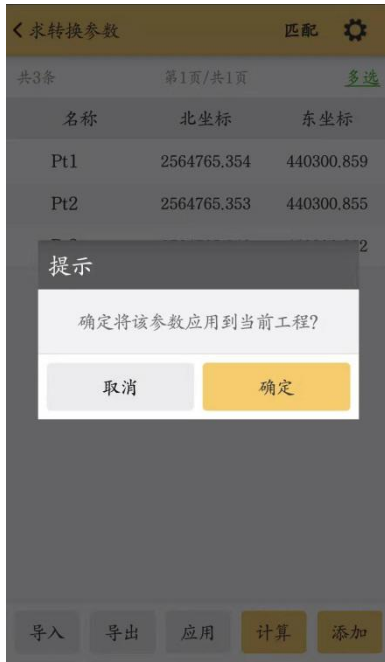 求转换参数 匹配
共3条 第1页/共1页 多选
名称 北坐标 东坐标
Pt1 2564765.354 440300.859
Pt2 2564765.353 440300.855
提示
确定将该参数应用到当前工程?
取消 确定
导入 导出 应用 计算 添加